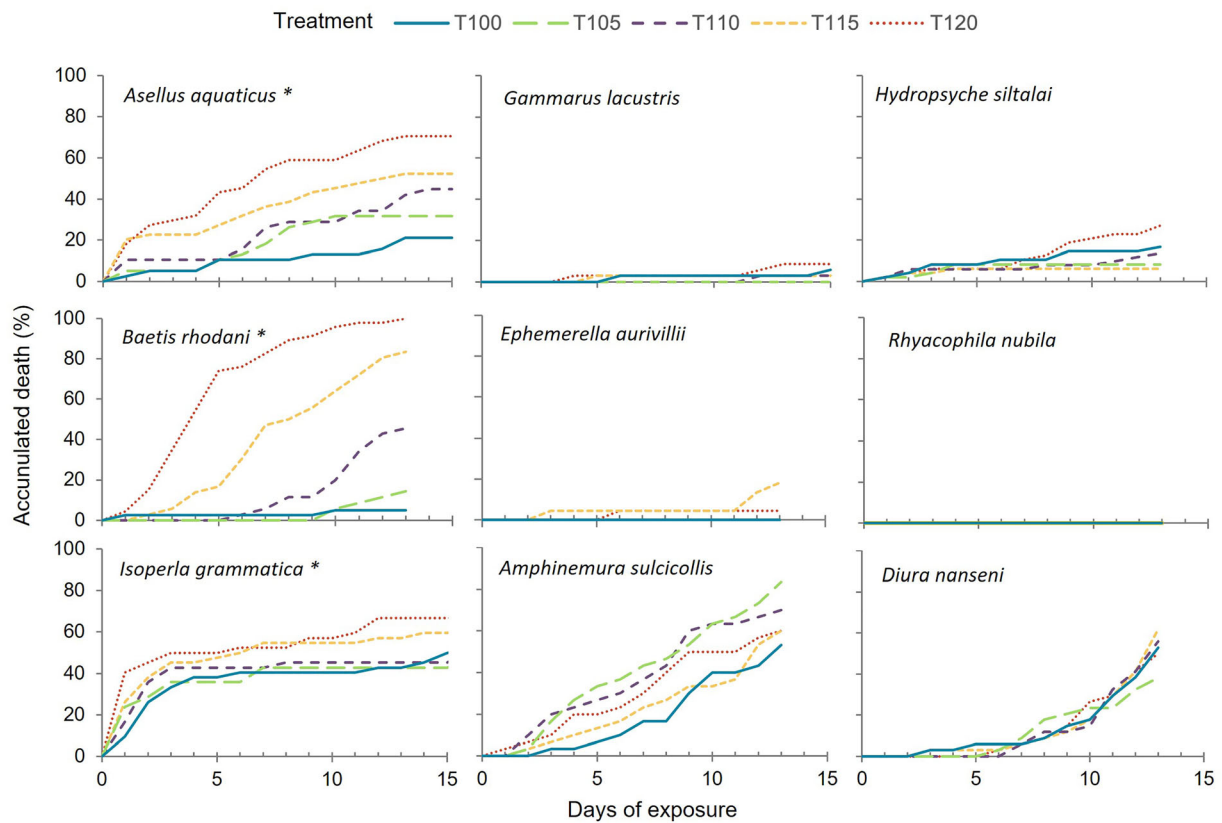 Treatment T100 T105 T110 T115 T120
100
80
60
40
20
0
Asellus aquaticus *
Gammarus lacustris
Hydropsyche siltalai
100
80
60
40
20
0
Baetis rhodani *
Ephemerella aurivillii
Rhyacophila nubila
100
80
60
40
20
0
Isoperla grammatica *
Amphinemura sulcicollis
Diura nanseni
0 5 10 15
0 5 10 15
0 5 10 15
Accumulated death (%)
Days of exposure